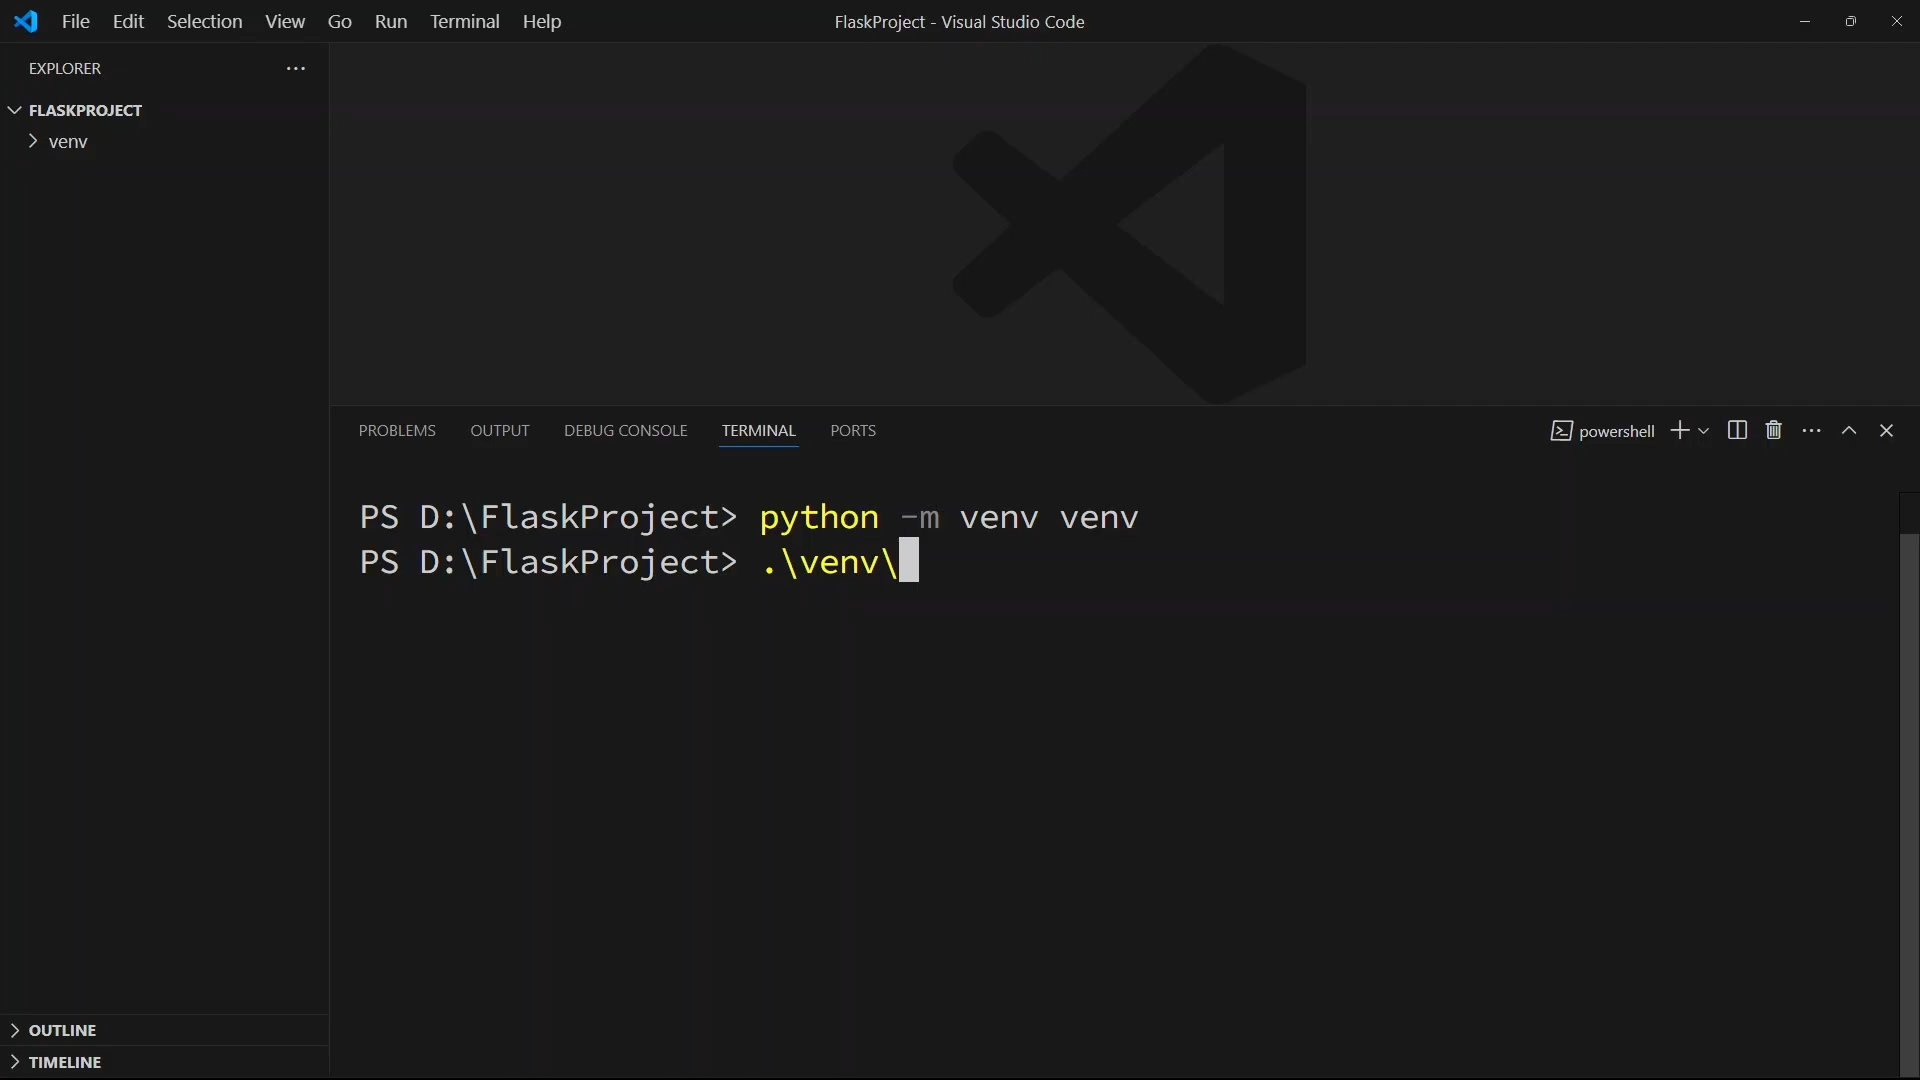 File Edit Selection View Go Run Terminal Help
FlaskProject - Visual Studio Code
EXPLORER
FLASKPROJECT
venv
PROBLEMS OUTPUT DEBUG CONSOLE TERMINAL PORTS
powershell
PS D:\FlaskProject> python -m venv venv
PS D:\FlaskProject> .\venv\
OUTLINE
TIMELINE